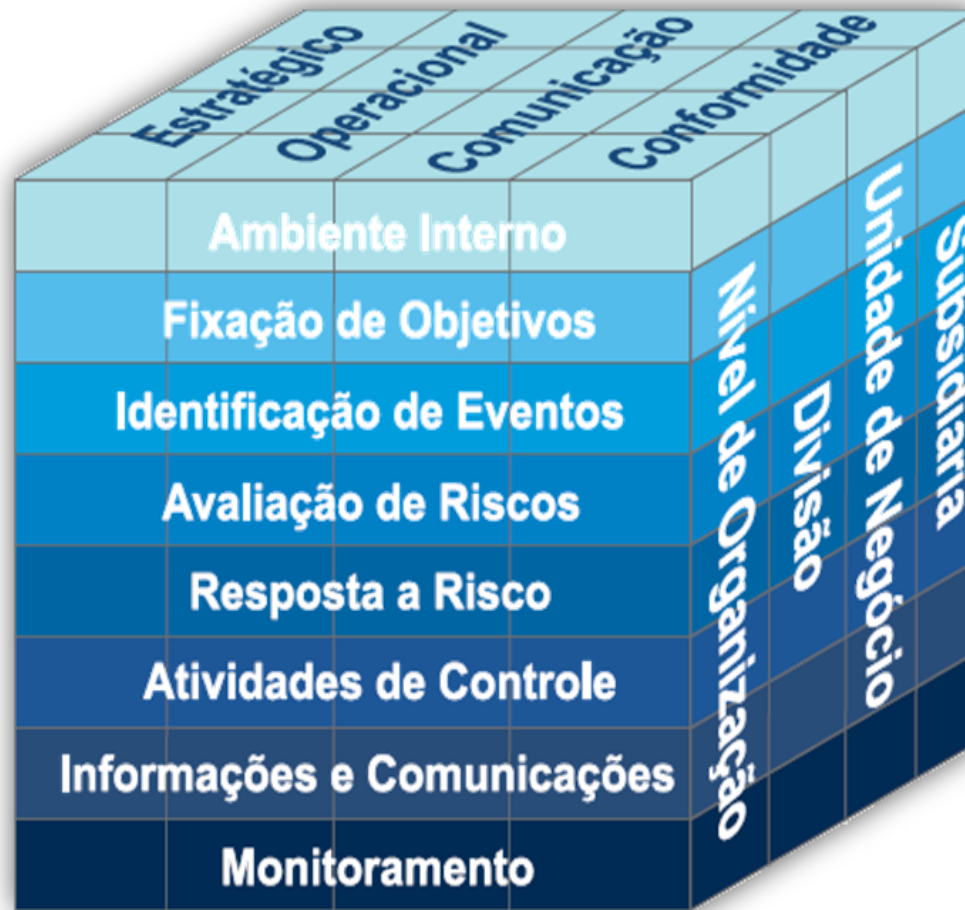 Estratégico
Operacional
Comunicação
Conformidade
Ambiente Interno
Fixação de Objetivos
Identificação de Eventos
Avaliação de Riscos
Resposta a Risco
Atividades de Controle
Informações e Comunicações
Monitoramento
Nível de Organização
Divisão
Unidade de Negócio
Subsidiaria